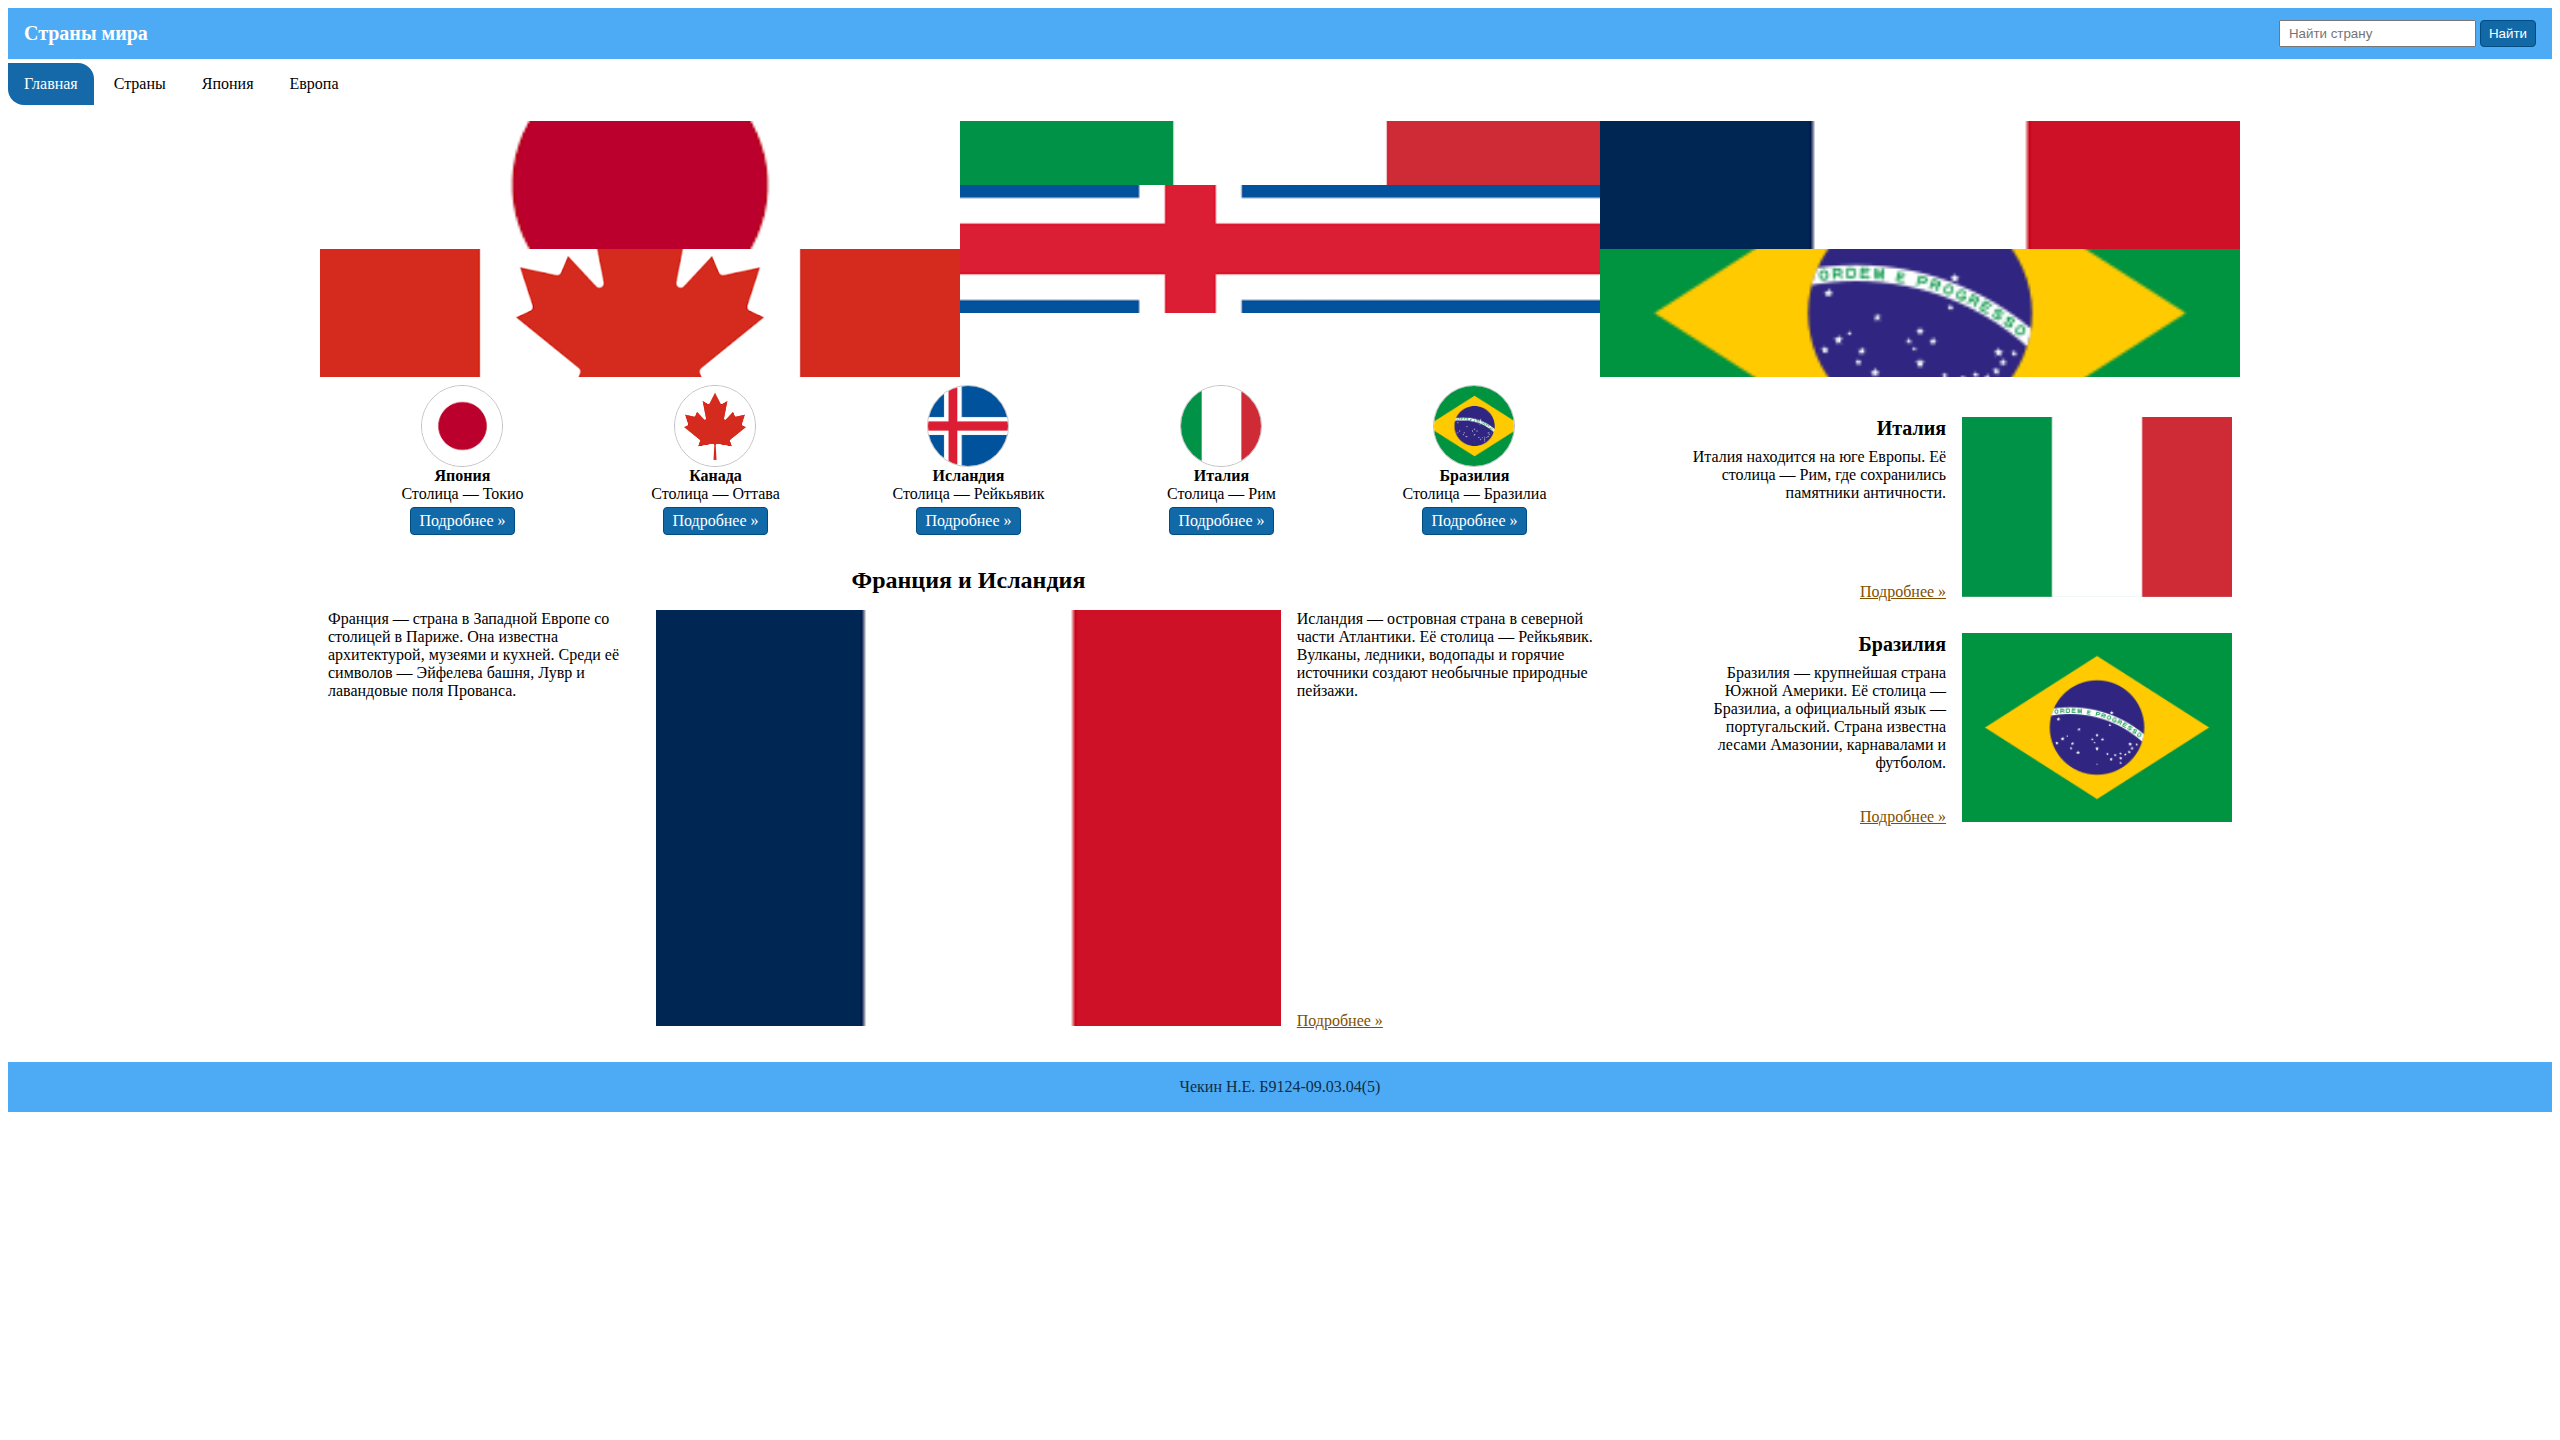 Страны мира
Найти страну
Найти
Главная
Страны
Япония
Европа
ORDEM E PROGRESSO
Япония
Столица — Токио
Подробнее »
Канада
Столица — Оттава
Подробнее »
Исландия
Столица — Рейкьявик
Подробнее »
Италия
Столица — Рим
Подробнее »
Бразилия
Столица — Бразилиа
Подробнее »
Франция и Исландия
Франция — страна в Западной Европе со
столицей в Париже. Она известна
архитектурой, музеями и кухней. Среди её
символов — Эйфелева башня, Лувр и
лавандовые поля Прованса.
Исландия — островная страна в северной
части Атлантики. Её столица — Рейкьявик.
Вулканы, ледники, водопады и горячие
источники создают необычные природные
пейзажи.
Подробнее »
Италия
Италия находится на юге Европы. Её
столица — Рим, где сохранились
памятники античности.
Подробнее »
Бразилия
Бразилия — крупнейшая страна
Южной Америки. Её столица —
Бразилиа, а официальный язык —
португальский. Страна известна
лесами Амазонии, карнавалами и
футболом.
Подробнее »
ORDEM E PROGRESSO
Чекин Н.Е. Б9124-09.03.04(5)